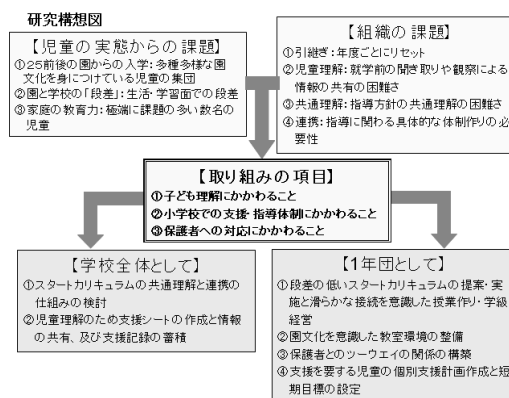 研究構想図
【児童の実態からの課題】
①25前後の園からの入学：多種多様な園
文化を身につけている児童の集団
②園と学校の「段差」：生活・学習面での段差
③家庭の教育力：極端に課題の多い数名の
児童
【組織の課題】
①引継ぎ：年度ごとにリセット
②児童理解：就学前の聞き取りや観察による
情報の共有の困難さ
③共通理解：指導方針の共通理解の困難さ
④連携：指導に関わる具体的な体制作りの必
要性
【取り組みの項目】
①子ども理解にかかわること
②小学校での支援・指導体制にかかわること
③保護者への対応にかかわること
【学校全体として】
①スタートカリキュラムの共通理解と連携の
仕組みの検討
②児童理解のため支援シートの作成と情報
の共有、及び支援記録の蓄積
【1年団として】
①段差の低いスタートカリキュラムの提案・実
施と滑らかな接続を意識した授業作り・学級
経営
②園文化を意識した教室環境の整備
③保護者とのツーウエイの関係の構築
④支援を要する児童の個別支援計画作成と短
期目標の設定